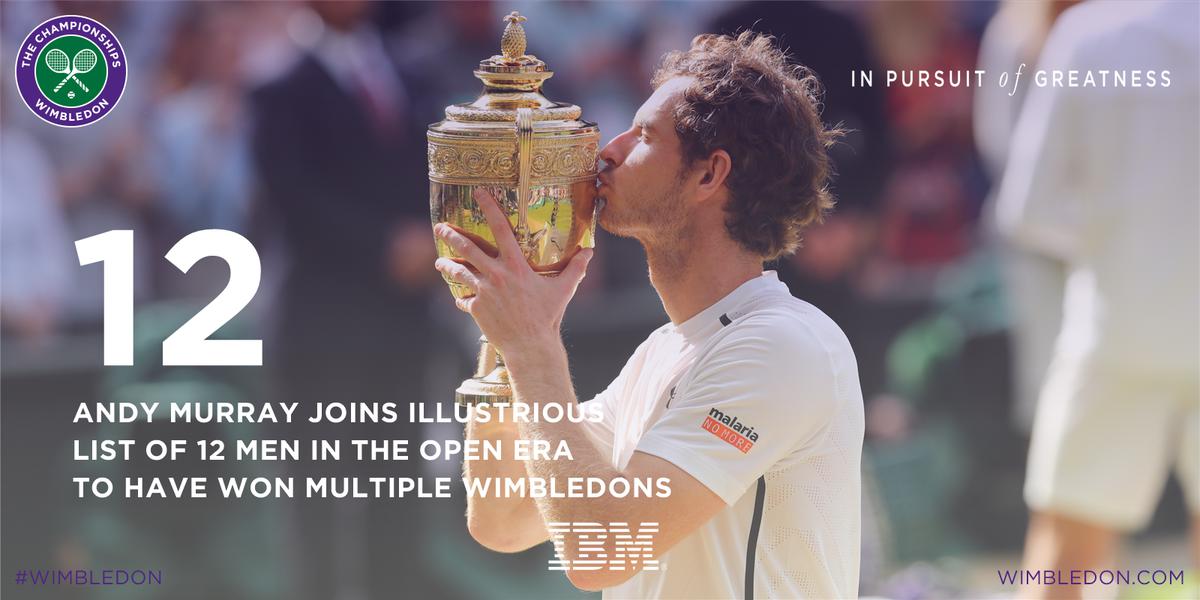 THE CHAMPIONSHIPS
WIMBLEDON
IN PURSUIT of GREATNESS
12
ANDY MURRAY JOINS ILLUSTRIOUS
LIST OF 12 MEN IN THE OPEN ERA
TO HAVE WON MULTIPLE WIMBLEDONS
malaria
NO MORE
IBM
#WIMBLEDON
WIMBLEDON.COM